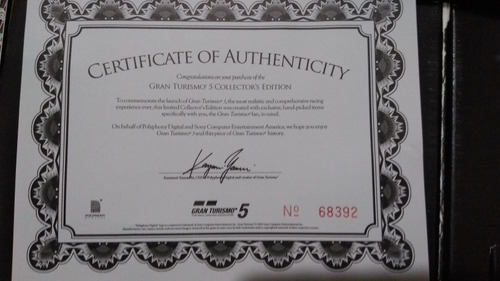 CERTIFICATE OF AUTHENTICITY
Congratulations on your purchase of the
GRAN TURISMO® 5 COLLECTOR'S EDITION
To commemorate the launch of Gran Turismo® 5, the most realistic and comprehensive racing
experience ever, this limited Collector's Edition was created with exclusive, hand-picked items
specifically with you, the Gran Turismo® fan, in mind.
On behalf of Polyphony Digital and Sony Computer Entertainment America, we hope you enjoy
Gran Turismo® 5 and this piece of Gran Turismo® history.
GRAN TURISMO® 5
Nº 68392